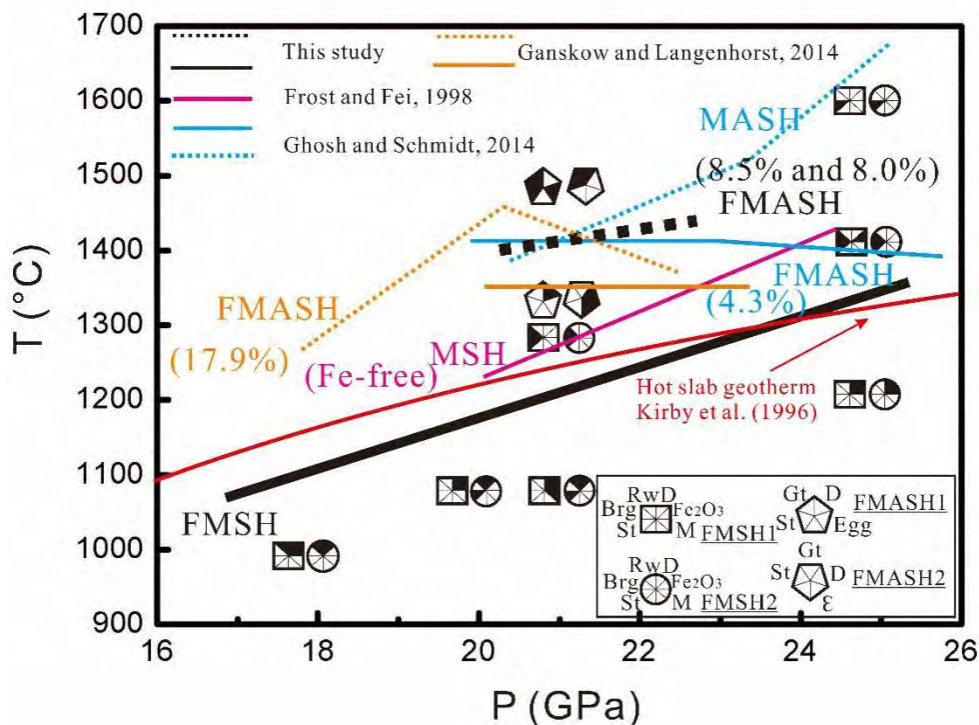 1700
1600
1500
1400
1300
1200
1100
1000
900
T (°C)
This study
Ganskow and Langenhorst, 2014
Frost and Fei, 1998
Ghosh and Schmidt, 2014
MASH
(8.5% and 8.0%)
FMASH
FMASH
(4.3%)
FMASH
(17.9%)
MSH
(Fe-free)
Hot slab geotherm
Kirby et al. (1996)
FMSH
RwD
Brg Fe₂O₃
St M FMSH1
Gt D FMASH1
St Egg
RwD
Brg Fe₂O₃
St M FMSH2
Gt
St D FMASH2
ε
16 18 20 22 24 26
P (GPa)